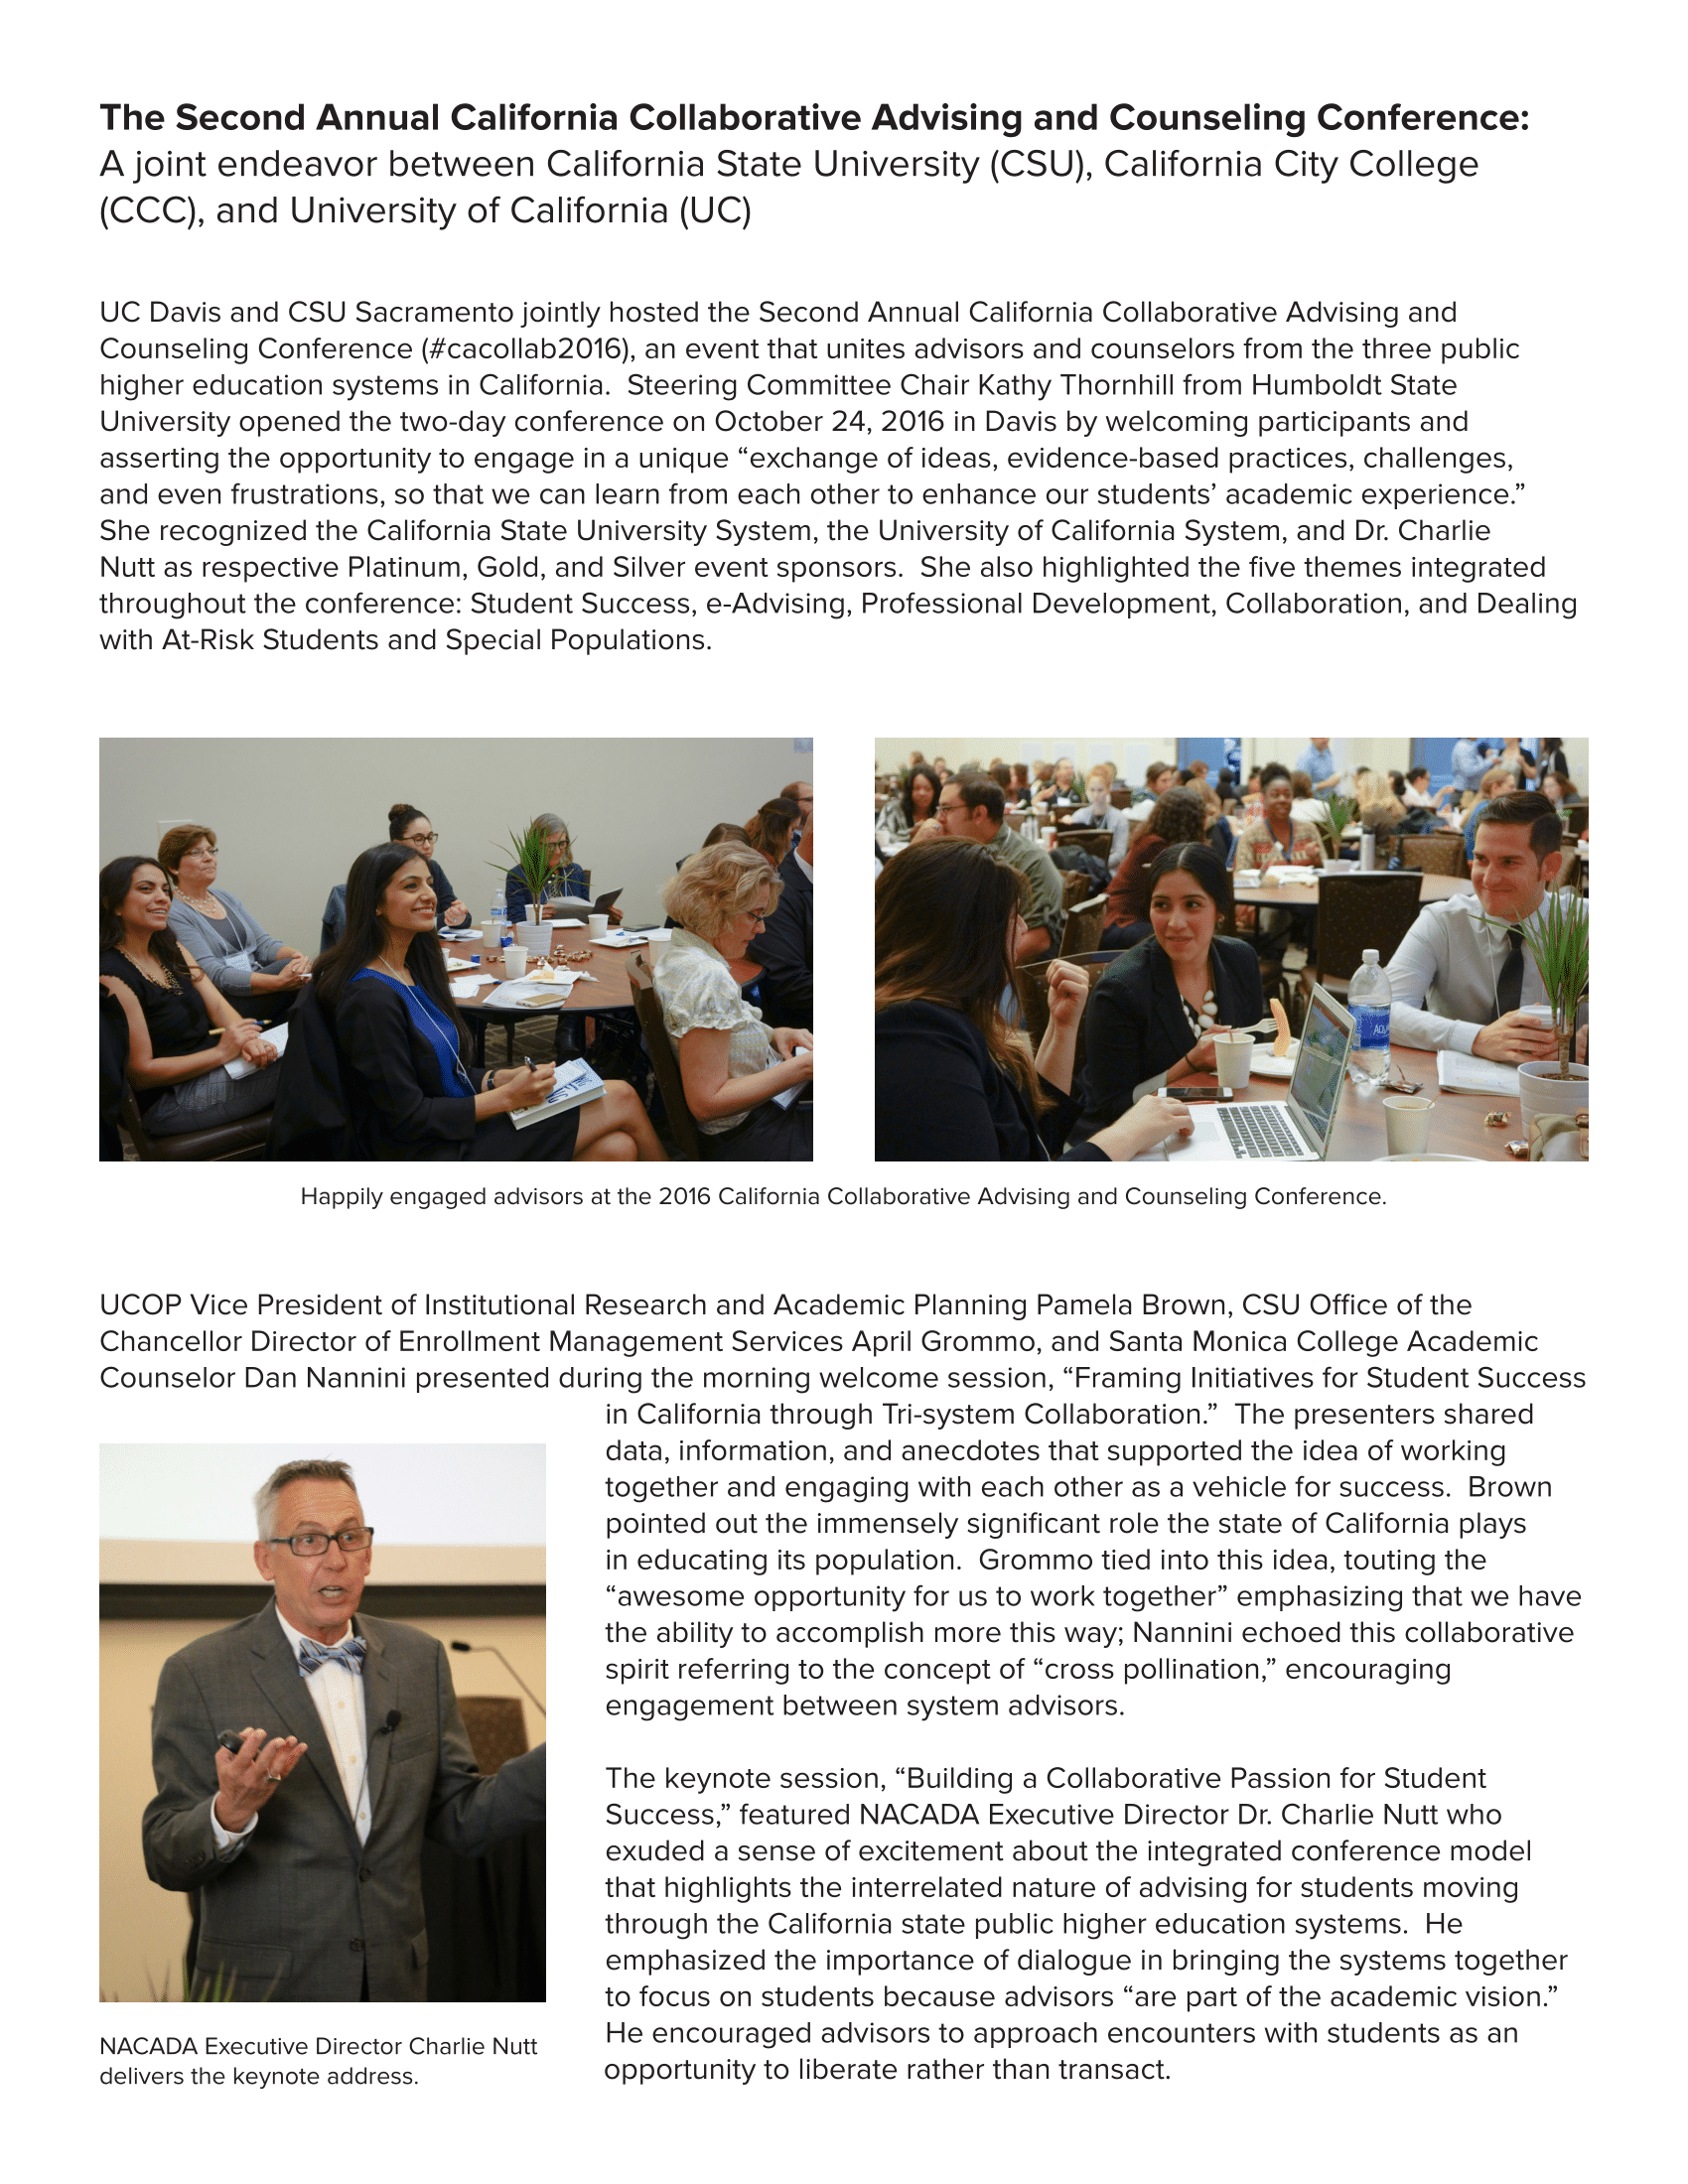 The Second Annual California Collaborative Advising and Counseling Conference:
A joint endeavor between California State University (CSU), California City College
(CCC), and University of California (UC)
UC Davis and CSU Sacramento jointly hosted the Second Annual California Collaborative Advising and
Counseling Conference (#cacollab2016), an event that unites advisors and counselors from the three public
higher education systems in California.  Steering Committee Chair Kathy Thornhill from Humboldt State
University opened the two-day conference on October 24, 2016 in Davis by welcoming participants and
asserting the opportunity to engage in a unique “exchange of ideas, evidence-based practices, challenges,
and even frustrations, so that we can learn from each other to enhance our students’ academic experience.”
She recognized the California State University System, the University of California System, and Dr. Charlie
Nutt as respective Platinum, Gold, and Silver event sponsors.  She also highlighted the five themes integrated
throughout the conference: Student Success, e-Advising, Professional Development, Collaboration, and Dealing
with At-Risk Students and Special Populations.
Happily engaged advisors at the 2016 California Collaborative Advising and Counseling Conference.
UCOP Vice President of Institutional Research and Academic Planning Pamela Brown, CSU Office of the
Chancellor Director of Enrollment Management Services April Grommo, and Santa Monica College Academic
Counselor Dan Nannini presented during the morning welcome session, “Framing Initiatives for Student Success
in California through Tri-system Collaboration.”  The presenters shared
data, information, and anecdotes that supported the idea of working
together and engaging with each other as a vehicle for success.  Brown
pointed out the immensely significant role the state of California plays
in educating its population.  Grommo tied into this idea, touting the
“awesome opportunity for us to work together” emphasizing that we have
the ability to accomplish more this way; Nannini echoed this collaborative
spirit referring to the concept of “cross pollination,” encouraging
engagement between system advisors.
The keynote session, “Building a Collaborative Passion for Student
Success,” featured NACADA Executive Director Dr. Charlie Nutt who
exuded a sense of excitement about the integrated conference model
that highlights the interrelated nature of advising for students moving
through the California state public higher education systems.  He
emphasized the importance of dialogue in bringing the systems together
to focus on students because advisors “are part of the academic vision.”
He encouraged advisors to approach encounters with students as an
opportunity to liberate rather than transact.
NACADA Executive Director Charlie Nutt
delivers the keynote address.